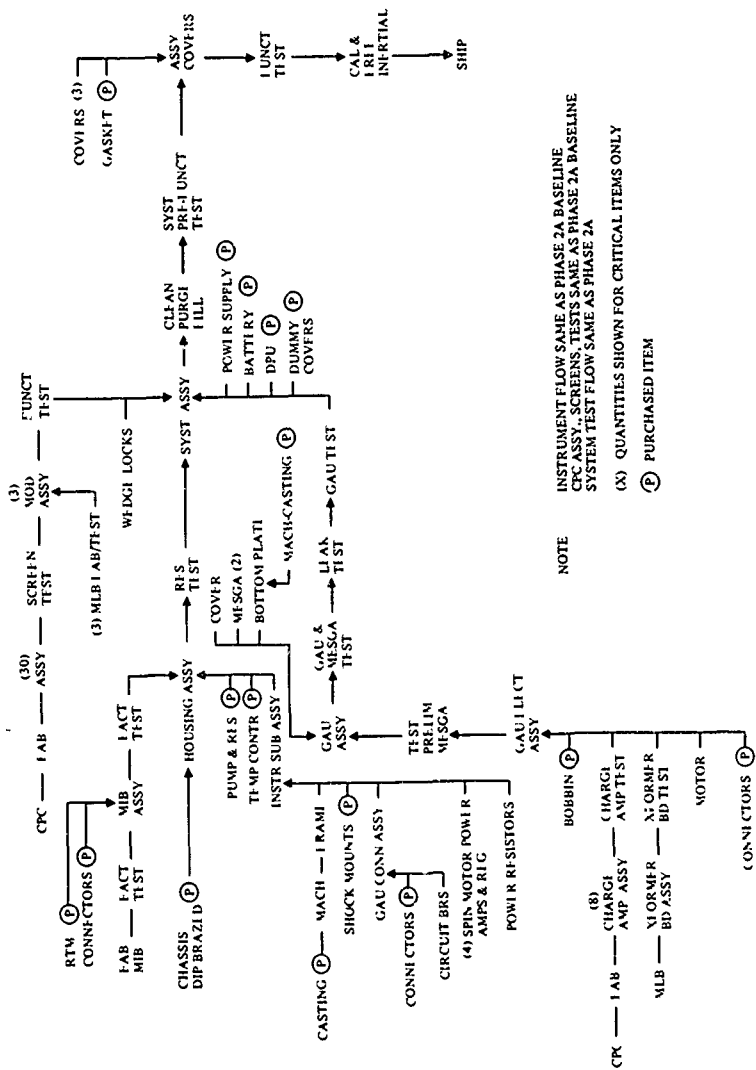 COVERS (3)
GASKET (P)
ASSY
COVERS
FUNCT
TEST
CAL &
FREE
INERTIAL
SHIP
SYST
PRE-FUNCT
TEST
CLEAN
PURGE
FILL
SYST ASSY
POWER SUPPLY (P)
BATTERY (P)
DPU (P)
DUMMY (P)
COVERS
CPC
FAB
(30)
ASSY
SCREEN
TEST
(3)
MOD
ASSY
FUNCT
TEST
(3) MLB FAB/TEST
WEDGE LOCKS
RTM (P)
CONNECTORS (P)
FAB
MIB
FACT
TEST
MIB
ASSY
FACT
TEST
CHASSIS
DIP BRAZED (P)
HOUSING ASSY
RES
TEST
PUMP & RES (P)
TEMP CONTR (P)
INSTR SUB ASSY
COVER
MESGA (2)
BOTTOM PLATE
MACH-CASTING (P)
CASTING (P)
MACH
FRAME
SHOCK MOUNTS (P)
GAU CONN ASSY
CONNECTORS (P)
CIRCUIT BRS
(4) SPIN MOTOR POWER
AMPS & REG
POWER RESISTORS
GAU
ASSY
GAU &
MESGA
TEST
LEAK
TEST
GAU TEST
TEST
PRELIM
MESGA
GAU ELECT
ASSY
BOBBIN (P)
CPC
FAB
(8)
CHARGE
AMP ASSY
CHARGE
AMP TEST
MLB
XFORMER
BD ASSY
XFORMER
BD TEST
MOTOR
CONNECTORS (P)
NOTE
INSTRUMENT FLOW SAME AS PHASE 2A BASELINE
CPC ASSY., SCREENS, TESTS SAME AS PHASE 2A BASELINE
SYSTEM TEST FLOW SAME AS PHASE 2A
(X) QUANTITIES SHOWN FOR CRITICAL ITEMS ONLY
(P) PURCHASED ITEM